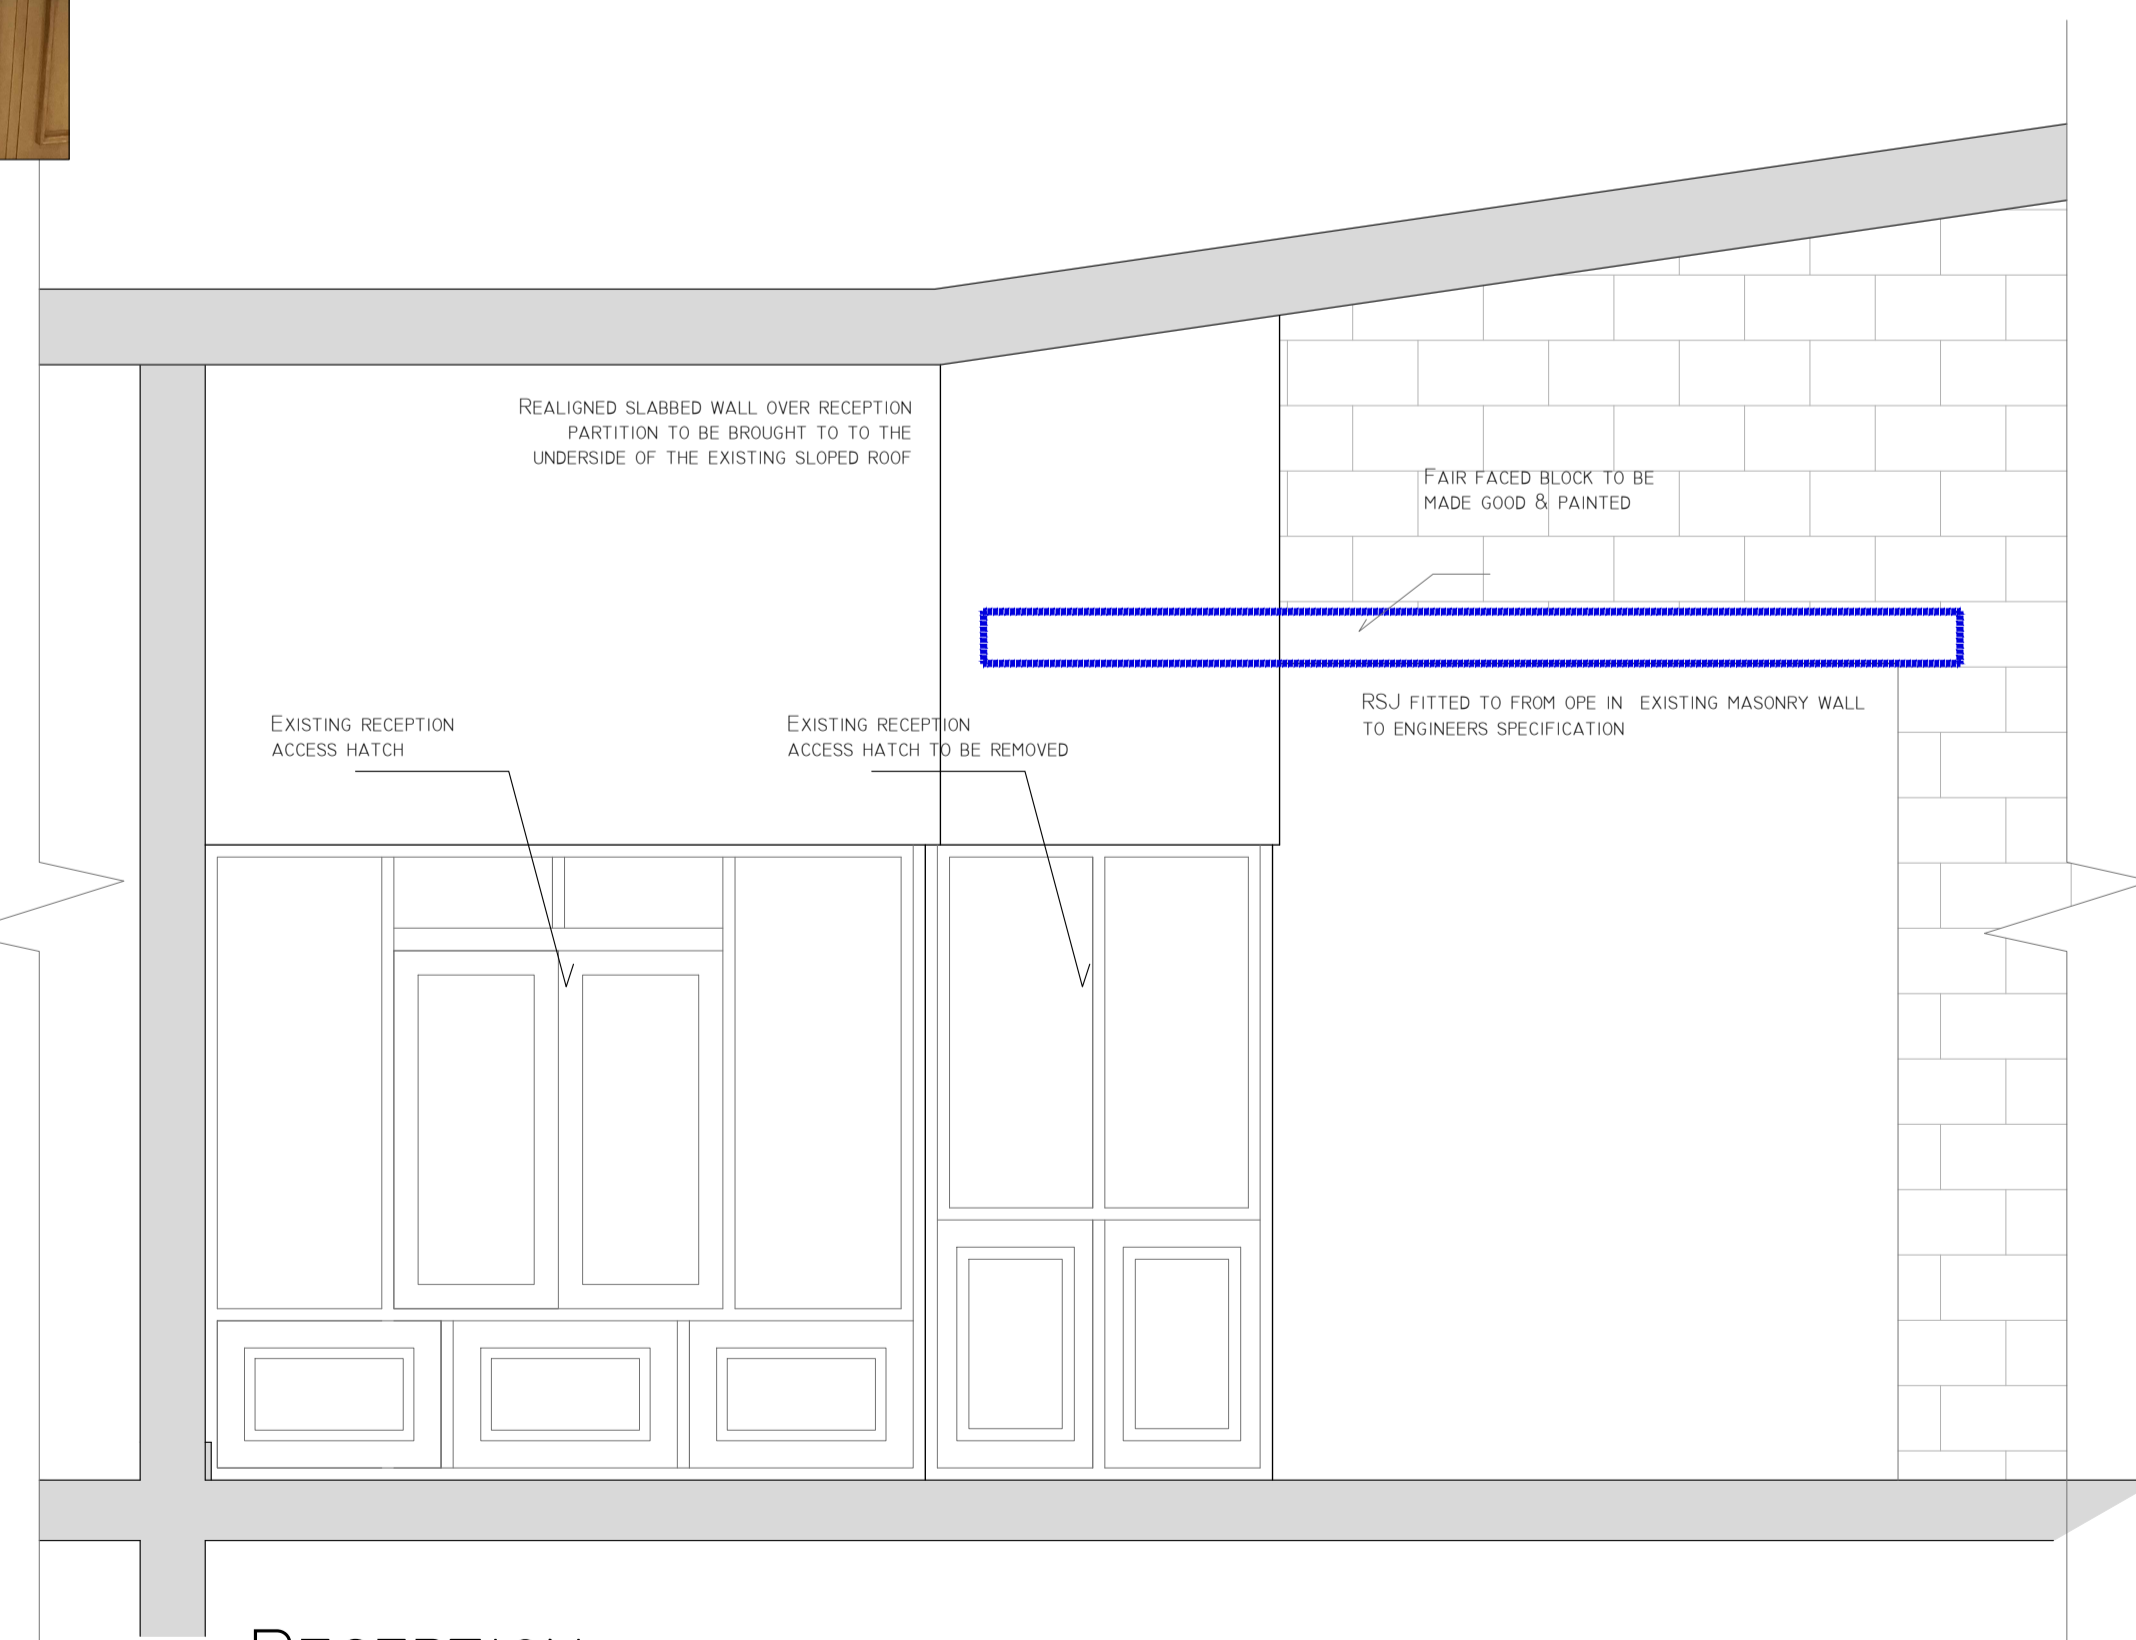 Realigned slabbed wall over reception
partition to be brought to to the
underside of the existing sloped roof
Fair faced block to be
made good & painted
RSJ fitted to from ope in existing masonry wall
to engineers specification
Existing reception
access hatch
Existing reception
access hatch to be removed